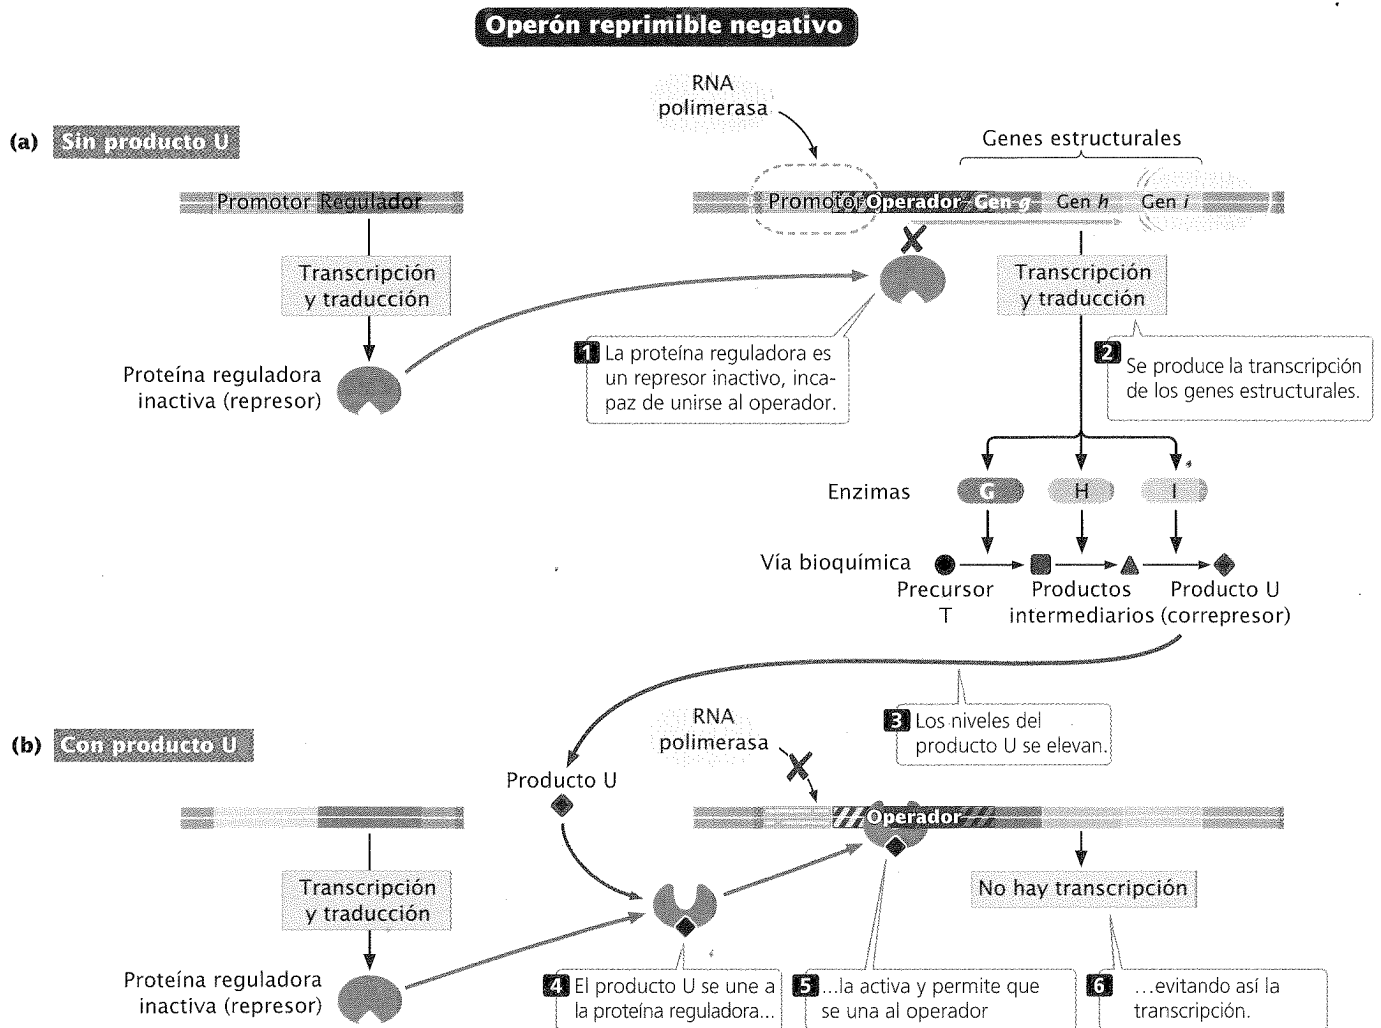 Operón reprimible negativo
RNA
polimerasa
(a) Sin producto U
Genes estructurales
Promotor Regulador
Promotor Operador Gen g Gen h Gen i
Transcripción
y traducción
Transcripción
y traducción
1 La proteína reguladora es
un represor inactivo, inca-
paz de unirse al operador.
2 Se produce la transcripción
de los genes estructurales.
Proteína reguladora
inactiva (represor)
Enzimas G H I
Vía bioquímica
Precursor
T
Productos
intermediarios
Producto U
(correpresor)
3 Los niveles del
producto U se elevan.
RNA
polimerasa
(b) Con producto U
Producto U
Operador
Transcripción
y traducción
No hay transcripción
Proteína reguladora
inactiva (represor)
4 El producto U se une a
la proteína reguladora...
5 ...la activa y permite que
se una al operador
6 ...evitando así la
transcripción.